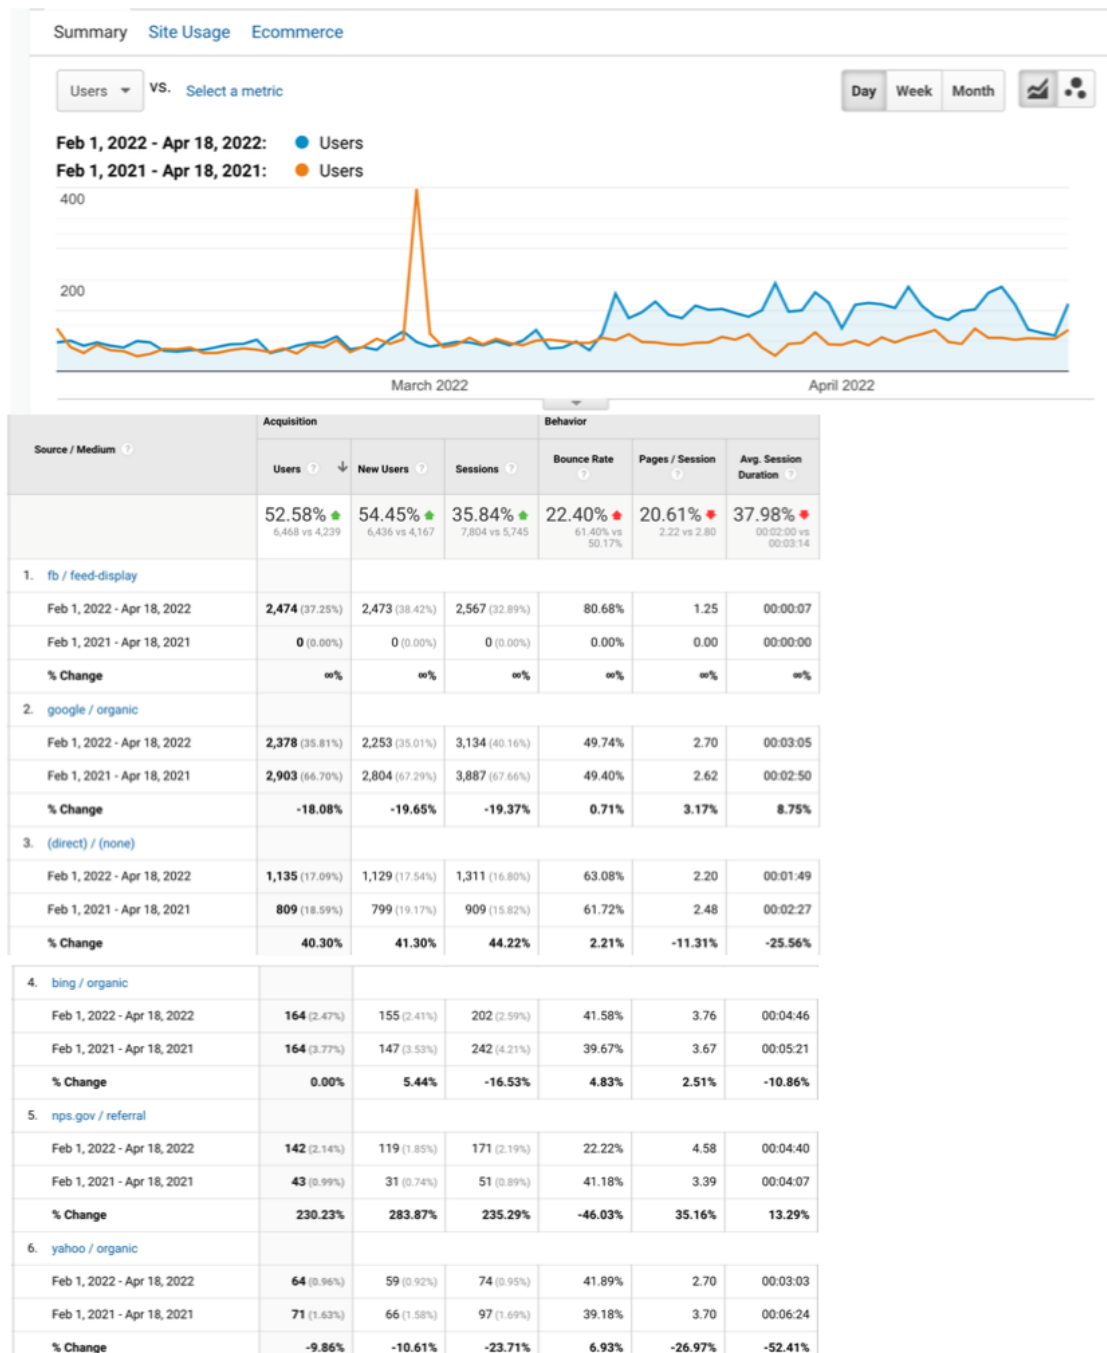 Summary Site Usage Ecommerce
Users VS. Select a metric Day Week Month
Feb 1, 2022 - Apr 18, 2022: Users
Feb 1, 2021 - Apr 18, 2021: Users
400
200
March 2022 April 2022
Acquisition Behavior
Source / Medium ? Users ? New Users ? Sessions ? Bounce Rate ? Pages / Session ? Avg. Session Duration ?
52.58% 54.45% 35.84% 22.40% 20.61% 37.98%
6,468 vs 4,239 6,436 vs 4,167 7,804 vs 5,745 61.40% vs 50.17% 2.22 vs 2.80 00:02:00 vs 00:03:14
1. fb / feed-display
Feb 1, 2022 - Apr 18, 2022 2,474 (37.25%) 2,473 (38.42%) 2,567 (32.89%) 80.68% 1.25 00:00:07
Feb 1, 2021 - Apr 18, 2021 0 (0.00%) 0 (0.00%) 0 (0.00%) 0.00% 0.00 00:00:00
% Change ∞% ∞% ∞% ∞% ∞% ∞%
2. google / organic
Feb 1, 2022 - Apr 18, 2022 2,378 (35.81%) 2,253 (35.01%) 3,134 (40.16%) 49.74% 2.70 00:03:05
Feb 1, 2021 - Apr 18, 2021 2,903 (66.70%) 2,804 (67.29%) 3,887 (67.66%) 49.40% 2.62 00:02:50
% Change -18.08% -19.65% -19.37% 0.71% 3.17% 8.75%
3. (direct) / (none)
Feb 1, 2022 - Apr 18, 2022 1,135 (17.09%) 1,129 (17.54%) 1,311 (16.80%) 63.08% 2.20 00:01:49
Feb 1, 2021 - Apr 18, 2021 809 (18.59%) 799 (19.17%) 909 (15.82%) 61.72% 2.48 00:02:27
% Change 40.30% 41.30% 44.22% 2.21% -11.31% -25.56%
4. bing / organic
Feb 1, 2022 - Apr 18, 2022 164 (2.47%) 155 (2.41%) 202 (2.59%) 41.58% 3.76 00:04:46
Feb 1, 2021 - Apr 18, 2021 164 (3.77%) 147 (3.53%) 242 (4.21%) 39.67% 3.67 00:05:21
% Change 0.00% 5.44% -16.53% 4.83% 2.51% -10.86%
5. nps.gov / referral
Feb 1, 2022 - Apr 18, 2022 142 (2.14%) 119 (1.85%) 171 (2.19%) 22.22% 4.58 00:04:40
Feb 1, 2021 - Apr 18, 2021 43 (0.99%) 31 (0.74%) 51 (0.89%) 41.18% 3.39 00:04:07
% Change 230.23% 283.87% 235.29% -46.03% 35.16% 13.29%
6. yahoo / organic
Feb 1, 2022 - Apr 18, 2022 64 (0.96%) 59 (0.92%) 74 (0.95%) 41.89% 2.70 00:03:03
Feb 1, 2021 - Apr 18, 2021 71 (1.63%) 66 (1.58%) 97 (1.69%) 39.18% 3.70 00:06:24
% Change -9.86% -10.61% -23.71% 6.93% -26.97% -52.41%